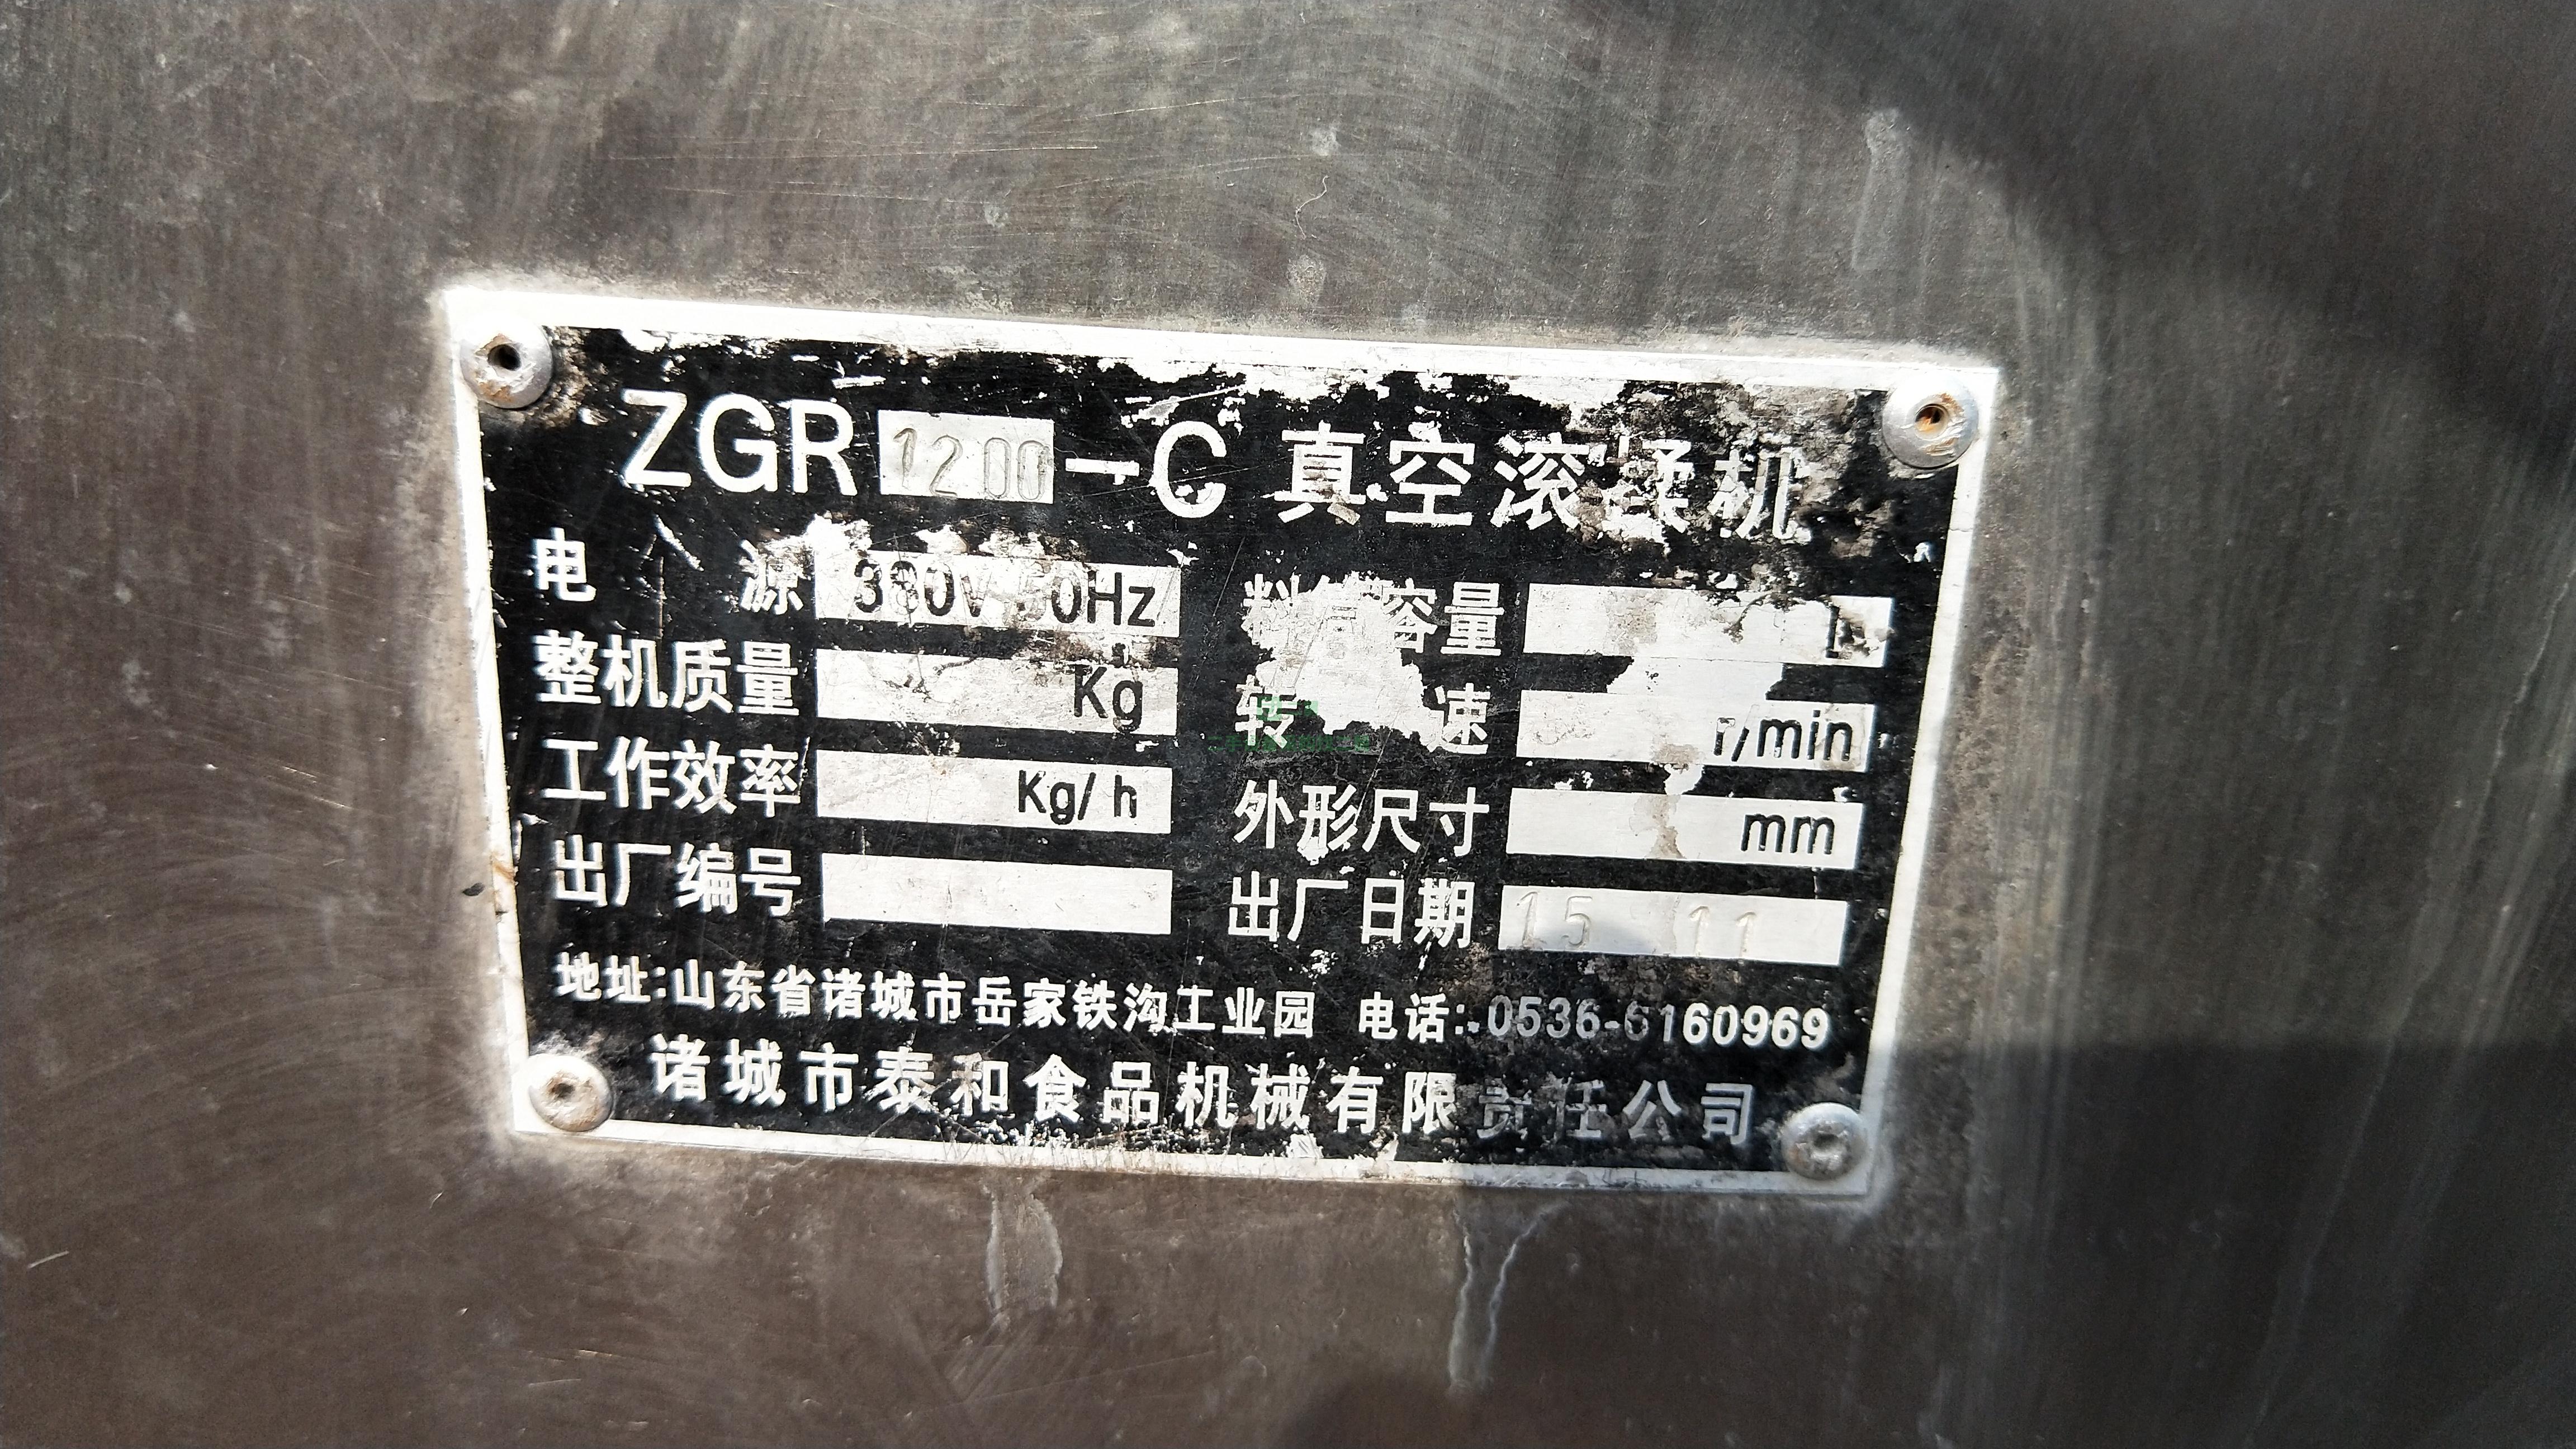 ZGR 1200-C 真空滚揉机
电 源 380V 50Hz 料筒容量 L
整机质量 Kg 转 速 r/min
工作效率 Kg/h 外形尺寸 mm
出厂编号 出厂日期 15 11
地址:山东省诸城市岳家铁沟工业园 电话:0536-6160969
诸城市泰和食品机械有限责任公司